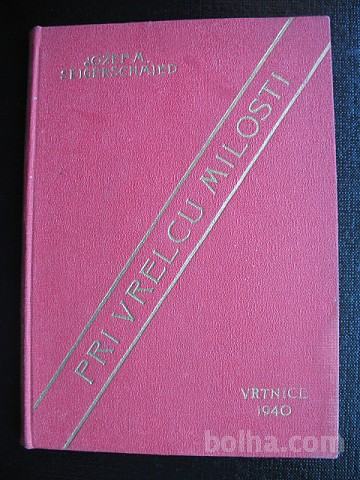 JOŽEF M.
SEIGERSCHMIED
PRI VRELCU MILOSTI
VRTNICE
1940
bolha.com